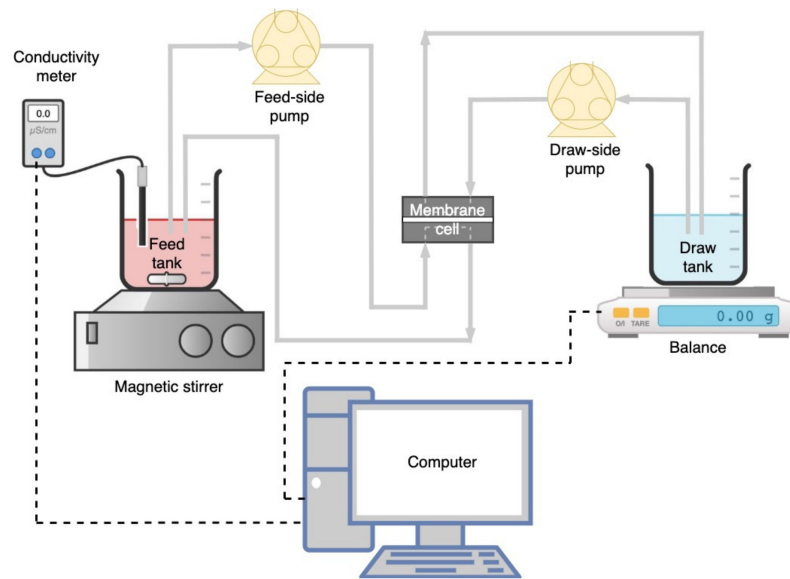 Conductivity
meter
0.0
µS/cm
Feed-side
pump
Draw-side
pump
Membrane
cell
Feed
tank
Draw
tank
O/I TARE
0.00 g
Balance
Magnetic stirrer
Computer